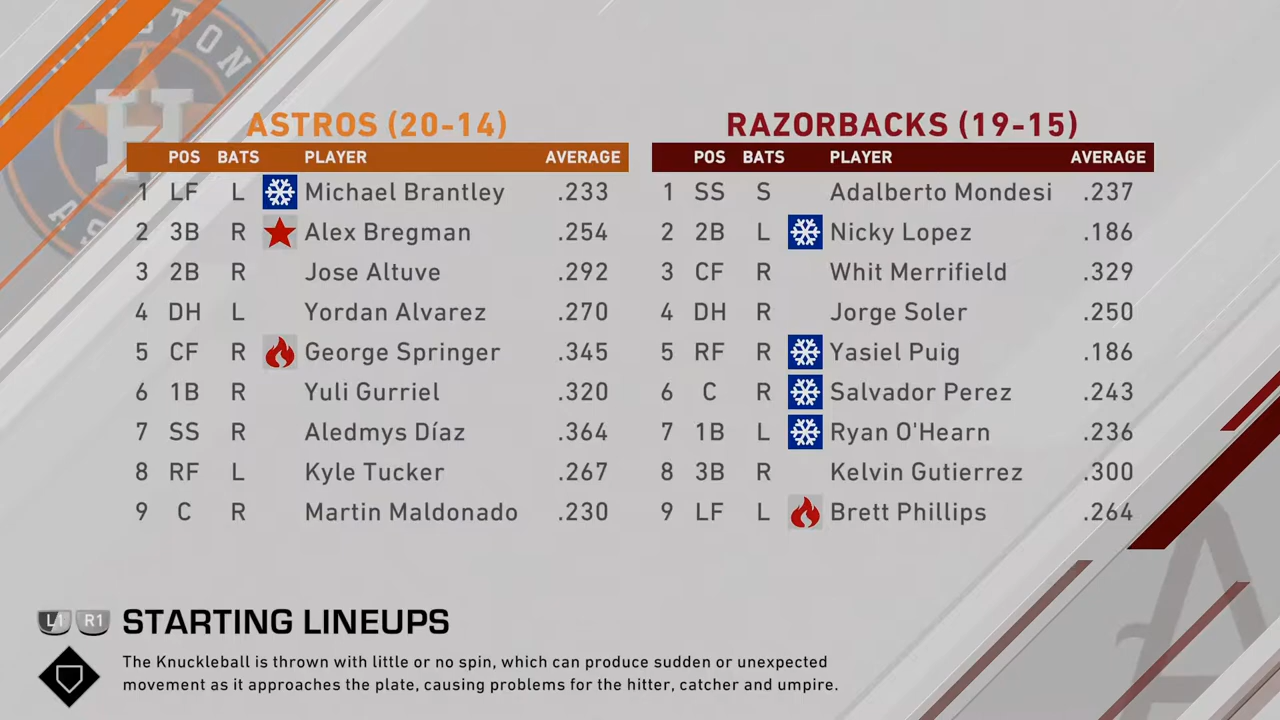 ASTROS (20-14)
POS BATS PLAYER AVERAGE
1 LF L Michael Brantley .233
2 3B R Alex Bregman .254
3 2B R Jose Altuve .292
4 DH L Yordan Alvarez .270
5 CF R George Springer .345
6 1B R Yuli Gurriel .320
7 SS R Aledmys Díaz .364
8 RF L Kyle Tucker .267
9 C R Martin Maldonado .230
RAZORBACKS (19-15)
POS BATS PLAYER AVERAGE
1 SS S Adalberto Mondesi .237
2 2B L Nicky Lopez .186
3 CF R Whit Merrifield .329
4 DH R Jorge Soler .250
5 RF R Yasiel Puig .186
6 C R Salvador Perez .243
7 1B L Ryan O'Hearn .236
8 3B R Kelvin Gutierrez .300
9 LF L Brett Phillips .264
L1 R1 STARTING LINEUPS
The Knuckleball is thrown with little or no spin, which can produce sudden or unexpected
movement as it approaches the plate, causing problems for the hitter, catcher and umpire.